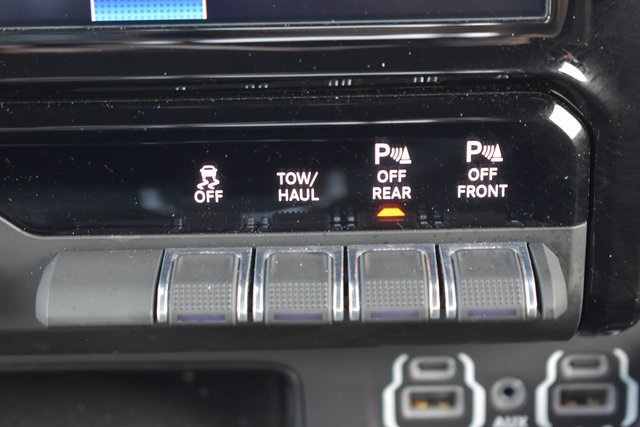 OFF
TOW/
HAUL
P
OFF
REAR
P
OFF
FRONT
AUX